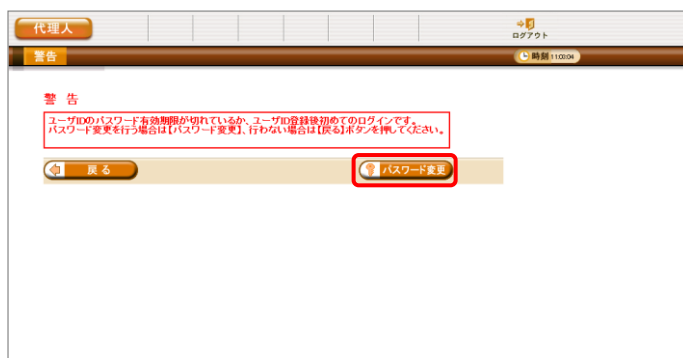 代理人
ログアウト
警告
時刻 11:00:04
警 告
ユーザIDのパスワード有効期限が切れているか、ユーザID登録後初めてのログインです。
パスワード変更を行う場合は【パスワード変更】、行わない場合は【戻る】ボタンを押してください。
戻 る
パスワード変更